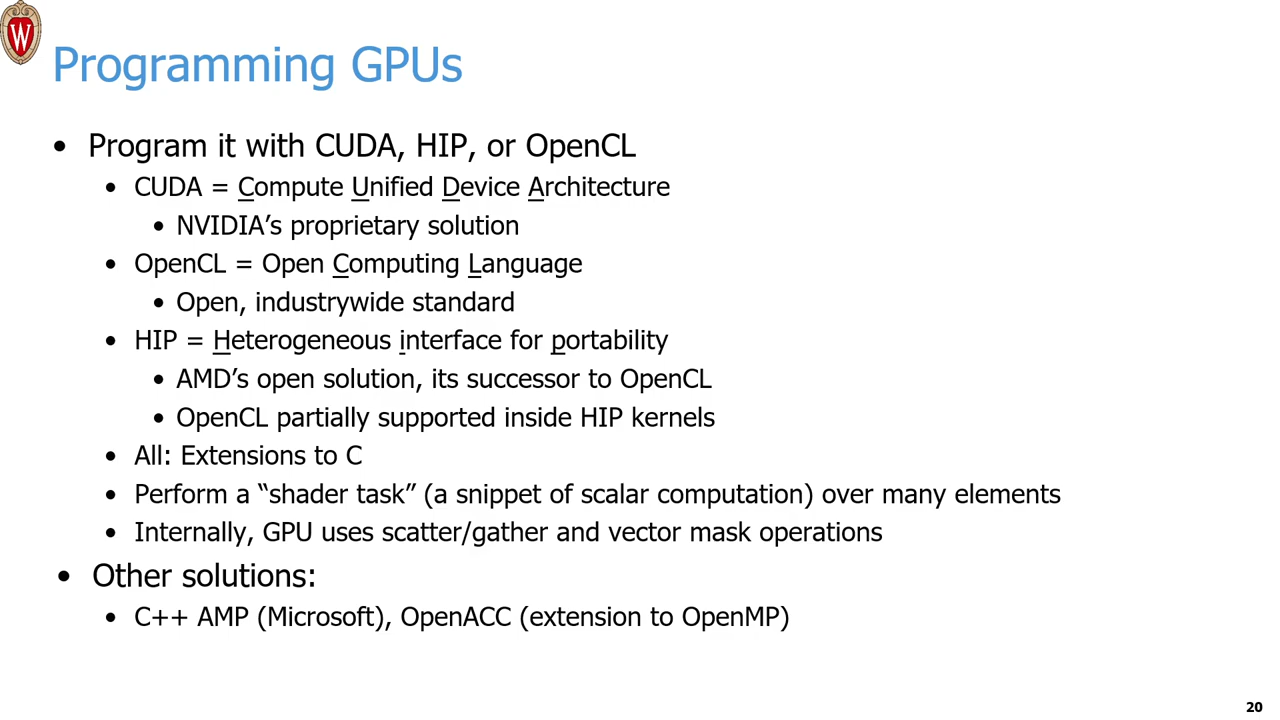 W
Programming GPUs
• Program it with CUDA, HIP, or OpenCL
• CUDA = Compute Unified Device Architecture
• NVIDIA’s proprietary solution
• OpenCL = Open Computing Language
• Open, industrywide standard
• HIP = Heterogeneous interface for portability
• AMD’s open solution, its successor to OpenCL
• OpenCL partially supported inside HIP kernels
• All: Extensions to C
• Perform a “shader task” (a snippet of scalar computation) over many elements
• Internally, GPU uses scatter/gather and vector mask operations
• Other solutions:
• C++ AMP (Microsoft), OpenACC (extension to OpenMP)
20